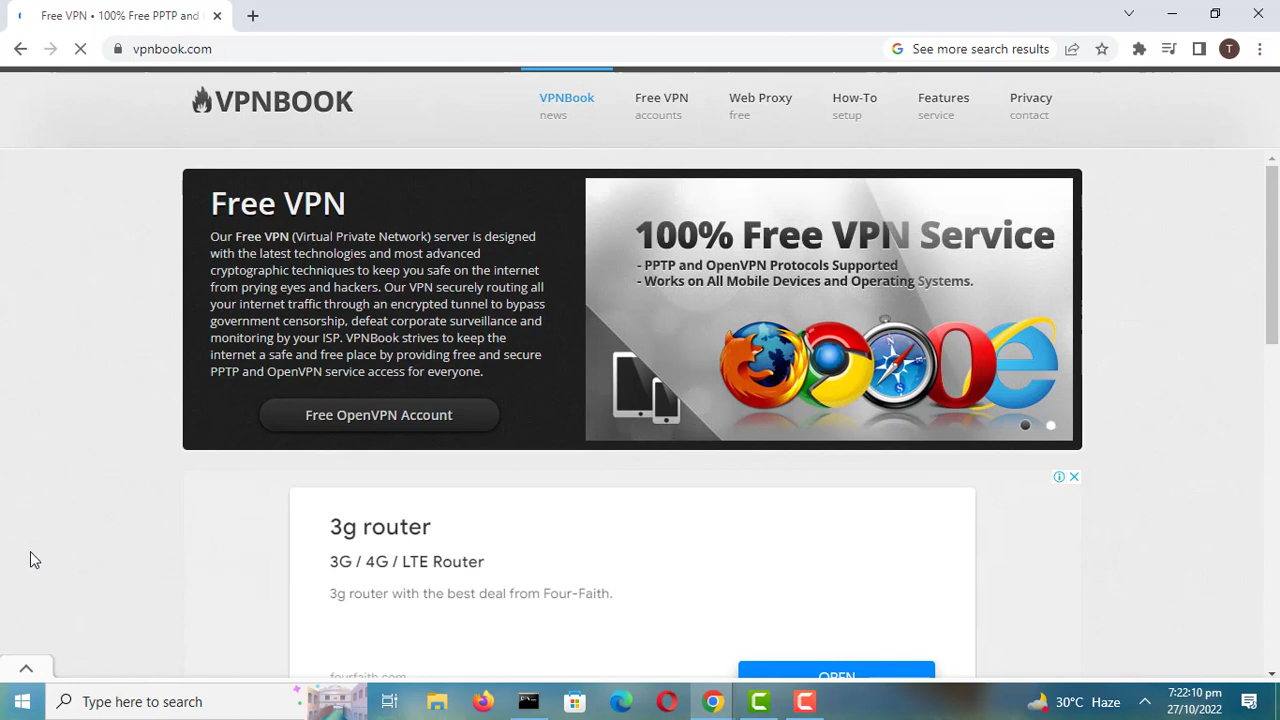 Free VPN • 100% Free PPTP and
vpnbook.com
See more search results
T
VPNBOOK
VPNBook
news
Free VPN
accounts
Web Proxy
free
How-To
setup
Features
service
Privacy
contact
Free VPN
Our Free VPN (Virtual Private Network) server is designed
with the latest technologies and most advanced
cryptographic techniques to keep you safe on the internet
from prying eyes and hackers. Our VPN securely routing all
your internet traffic through an encrypted tunnel to bypass
government censorship, defeat corporate surveillance and
monitoring by your ISP. VPNBook strives to keep the
internet a safe and free place by providing free and secure
PPTP and OpenVPN service access for everyone.
Free OpenVPN Account
100% Free VPN Service
- PPTP and OpenVPN Protocols Supported
- Works on All Mobile Devices and Operating Systems.
3g router
3G / 4G / LTE Router
3g router with the best deal from Four-Faith.
fourfaith.com
OPEN
Type here to search
30°C Haze
7:22:10 pm
27/10/2022